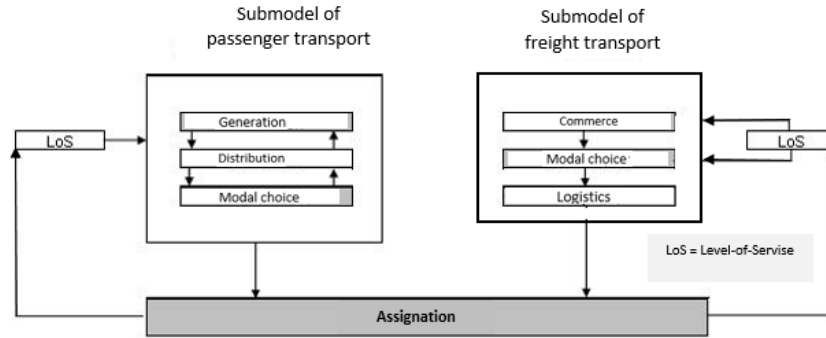 Submodel of
passenger transport
Submodel of
freight transport
Generation
Distribution
Modal choice
Commerce
Modal choice
Logistics
LoS
LoS
LoS = Level-of-Servise
Assignation